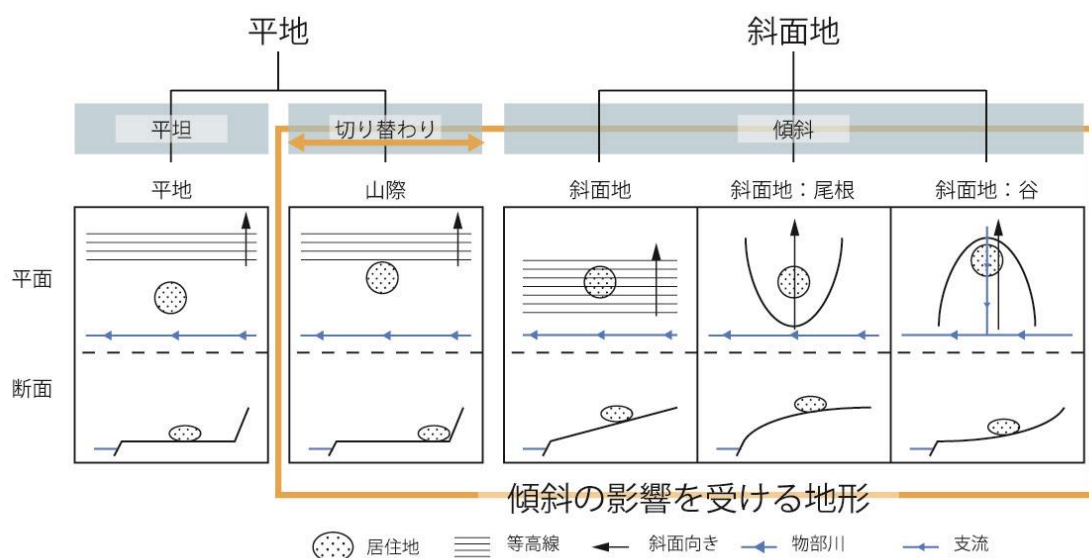 平地
斜面地
平坦
切り替わり
傾斜
平地
山際
斜面地
斜面地：尾根
斜面地：谷
平面
断面
傾斜の影響を受ける地形
居住地
等高線
斜面向き
物部川
支流